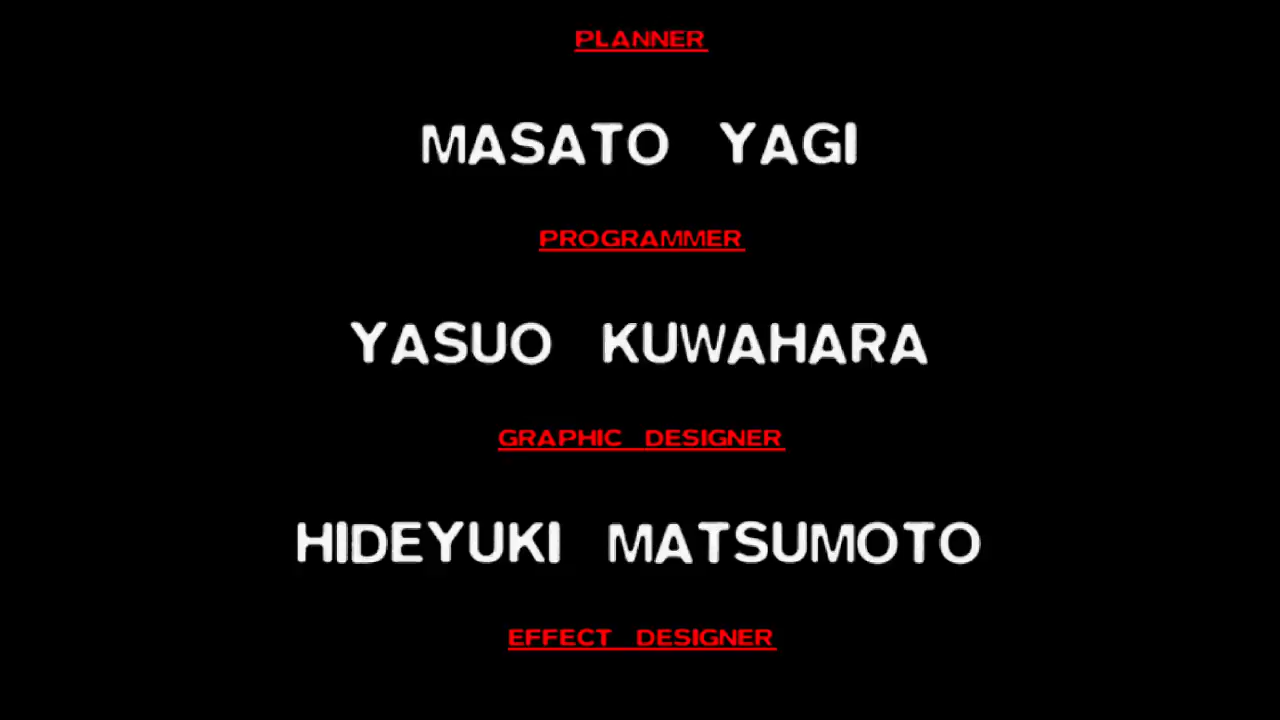 PLANNER
MASATO YAGI
PROGRAMMER
YASUO KUWAHARA
GRAPHIC DESIGNER
HIDEYUKI MATSUMOTO
EFFECT DESIGNER